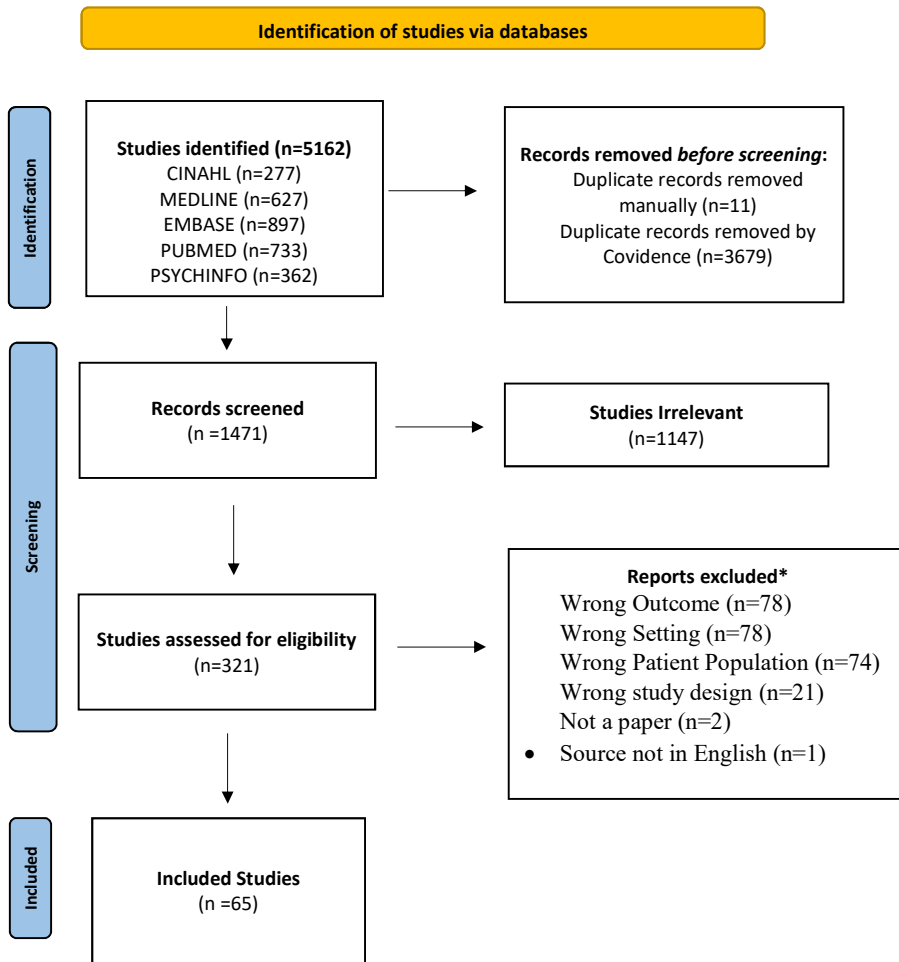 Identification of studies via databases
Identification
Studies identified (n=5162)
CINAHL (n=277)
MEDLINE (n=627)
EMBASE (n=897)
PUBMED (n=733)
PSYCHINFO (n=362)
Records removed before screening:
Duplicate records removed
manually (n=11)
Duplicate records removed by
Covidence (n=3679)
Screening
Records screened
(n =1471)
Studies Irrelevant
(n=1147)
Studies assessed for eligibility
(n=321)
Reports excluded*
Wrong Outcome (n=78)
Wrong Setting (n=78)
Wrong Patient Population (n=74)
Wrong study design (n=21)
Not a paper (n=2)
• Source not in English (n=1)
Included
Included Studies
(n =65)